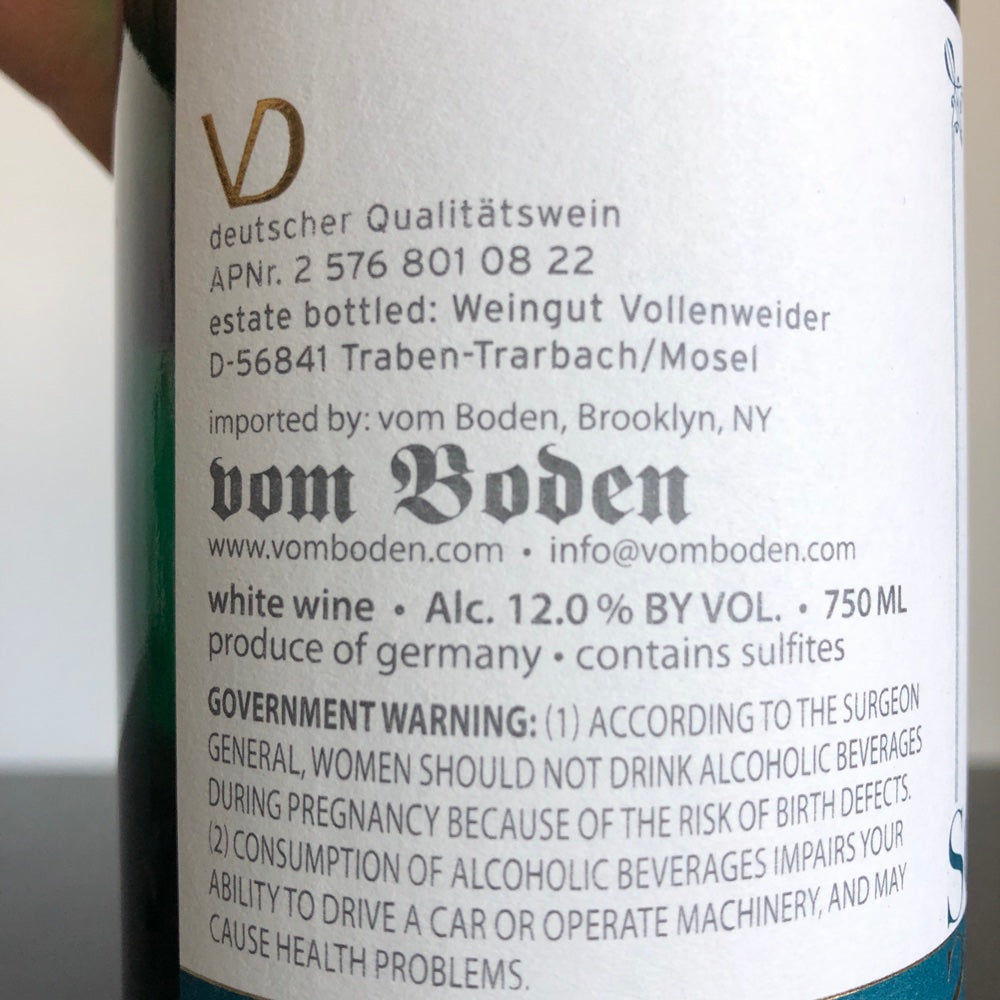 VD
deutscher Qualitätswein
APNr. 2 576 801 08 22
estate bottled: Weingut Vollenweider
D-56841 Traben-Trarbach/Mosel
imported by: vom Boden, Brooklyn, NY
vom Boden
www.vomboden.com • info@vomboden.com
white wine • Alc. 12.0 % BY VOL. • 750 ML
produce of germany • contains sulfites
GOVERNMENT WARNING: (1) ACCORDING TO THE SURGEON
GENERAL, WOMEN SHOULD NOT DRINK ALCOHOLIC BEVERAGES
DURING PREGNANCY BECAUSE OF THE RISK OF BIRTH DEFECTS.
(2) CONSUMPTION OF ALCOHOLIC BEVERAGES IMPAIRS YOUR
ABILITY TO DRIVE A CAR OR OPERATE MACHINERY, AND MAY
CAUSE HEALTH PROBLEMS.